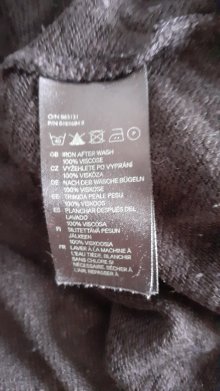 GB IRON AFTER WASH
100% VISCOSE
CZ VYŽEHLETE PO VYPRÁNÍ
100% VISKÓZA
DE NACH DER WÄSCHE BÜGELN
100% VISKOSE
EE TRIIKIDA PEALE PESU
100% VISKOOS
ES PLANCHAR DESPUÉS DEL
LAVADO
100% VISCOSA
FI SILITETTÄVÄ PESUN
JÄLKEEN
100% VISKOOSIA
FR LAVER À LA MACHINE À
L'EAU TIÈDE, BLANCHIR
SANS CHLORE SI
NÉCESSAIRE, SÉCHER À
L'AIR, REPASSER À